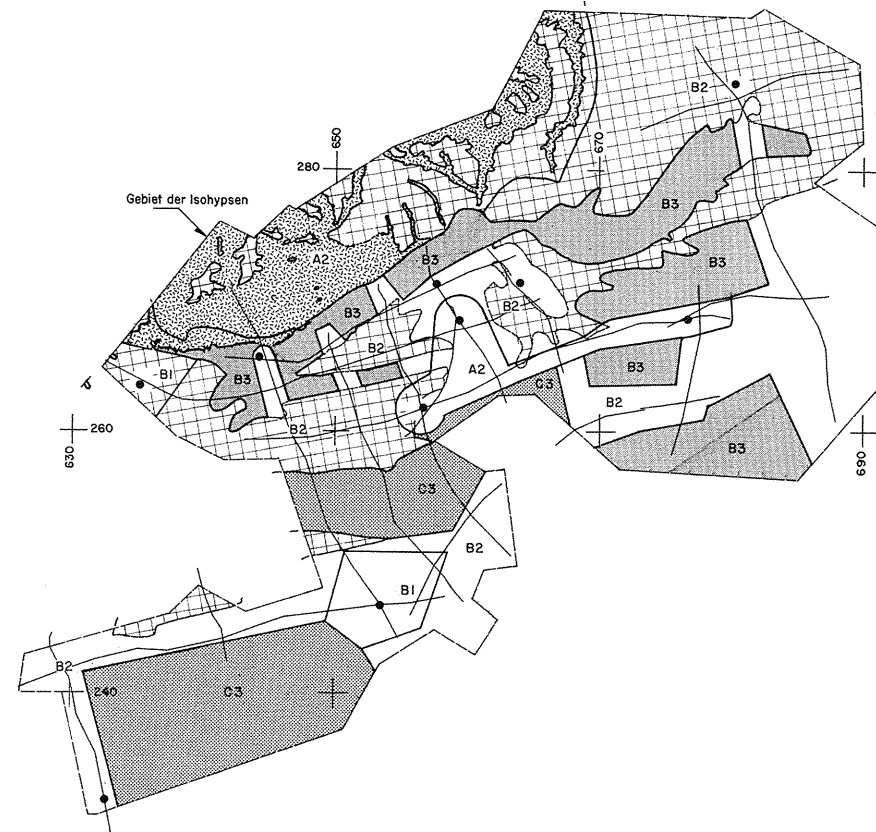 B2
650
670
280
Gebiet der Isohypsen
B3
A2
B3
B3
B2
B3
B2
B1
B3
A2
B3
C3
B2
260
B2
B3
630
690
C3
B2
B1
B2
240
C3